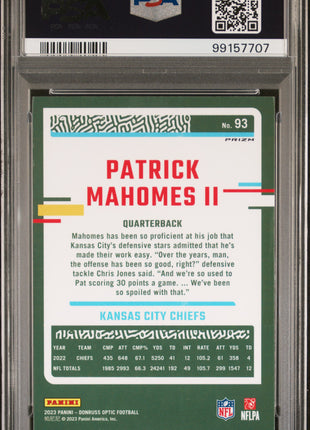 PSA
99157707
No. 93
PRIZM
PATRICK
MAHOMES II
QUARTERBACK
Mahomes has been so proficient at his job that
Kansas City's defensive stars admitted that he's
made their work easy. “Over the years, man,
the offense has been so good, right?” defensive
tackle Chris Jones said. “And we're so used to
Pat scoring 30 points a game. ... We've been
so spoiled with that.”
KANSAS CITY CHIEFS
YEAR TEAM CMP ATT PCT YDS TD INT RATE ATT YDS TD
2022 CHIEFS 435 648 67.1 5250 41 12 105.2 61 358 4
NFL TOTALS 1985 2993 66.3 24241 192 49 105.7 299 1547 12
2023 PANINI - DONRUSS OPTIC FOOTBALL
© 2023 Panini America, Inc.
PANINI
NFL
NFLPA